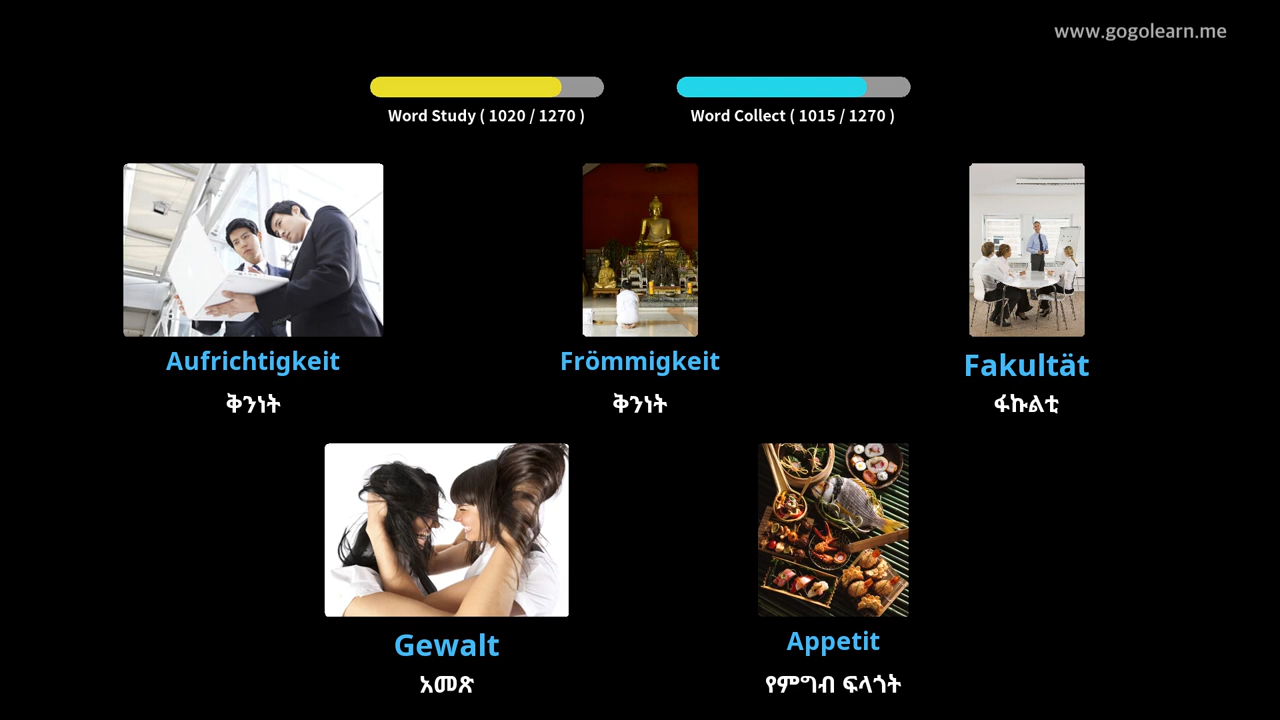 www.gogolearn.me
Word Study ( 1020 / 1270 )
Word Collect ( 1015 / 1270 )
Aufrichtigkeit
ቅንነት
Frömmigkeit
ቅንነት
Fakultät
ፋኩልቲ
Gewalt
አመጽ
Appetit
የምግብ ፍላጎት